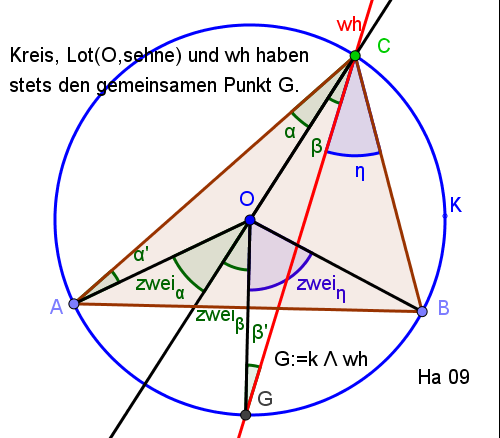 wh
Kreis, Lot(O,sehne) und wh haben
stets den gemeinsamen Punkt G.
C
α
β
η
O
K
α'
A
zweiα
zweiη
zweiβ
β'
B
G:=k Λ wh
Ha 09
G